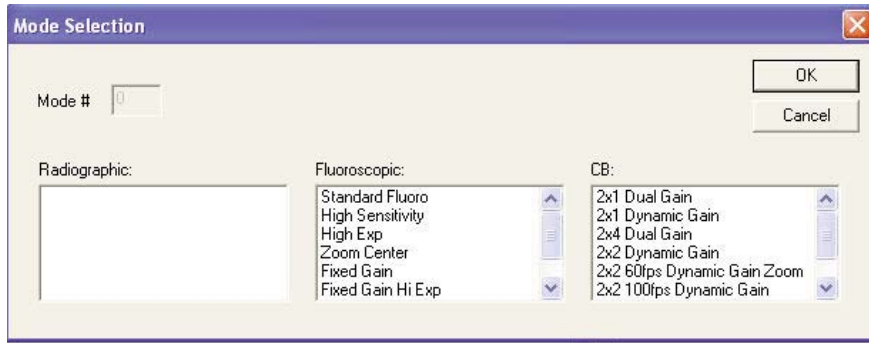 Mode Selection
OK
Mode # 0
Cancel
Radiographic:
Fluoroscopic:
CB:
Standard Fluoro
High Sensitivity
High Exp
Zoom Center
Fixed Gain
Fixed Gain Hi Exp
2x1 Dual Gain
2x1 Dynamic Gain
2x4 Dual Gain
2x2 Dynamic Gain
2x2 60fps Dynamic Gain Zoom
2x2 100fps Dynamic Gain